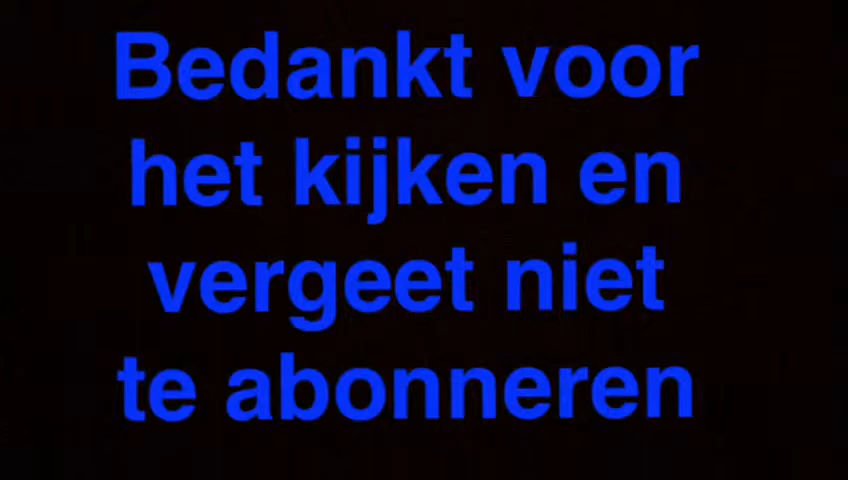 Bedankt voor
het kijken en
vergeet niet
te abonneren